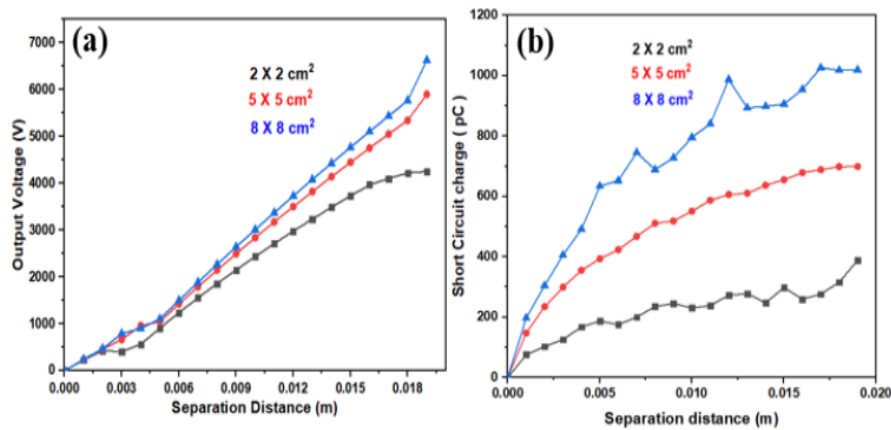 (a)
2 X 2 cm²
5 X 5 cm²
8 X 8 cm²
Output Voltage (V)
7000
6000
5000
4000
3000
2000
1000
0
0.000 0.003 0.006 0.009 0.012 0.015 0.018
Separation Distance (m)
(b)
2 X 2 cm²
5 X 5 cm²
8 X 8 cm²
Short Circuit charge ( pC)
1200
1000
800
600
400
200
0
0.000 0.005 0.010 0.015 0.020
Separation distance (m)